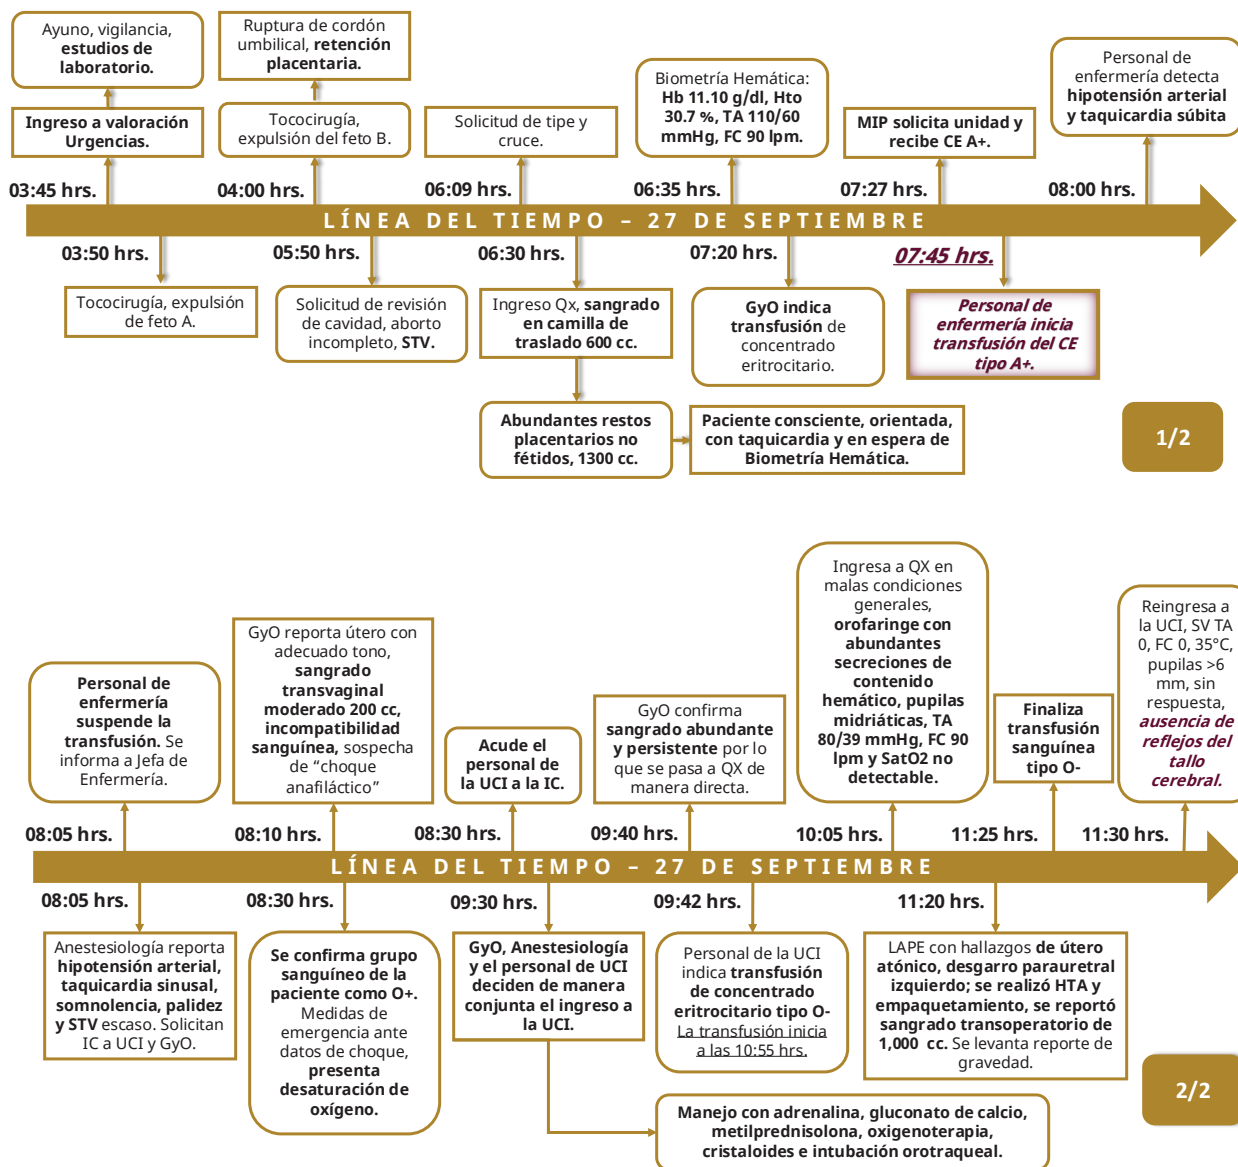 Ayuno, vigilancia,
estudios de
laboratorio.
Ingreso a valoración
Urgencias.
03:45 hrs.
Ruptura de cordón
umbilical, retención
placentaria.
Tococirugía,
expulsión del feto B.
04:00 hrs.
Solicitud de tipe y
cruce.
06:09 hrs.
Biometría Hemática:
Hb 11.10 g/dl, Hto
30.7 %, TA 110/60
mmHg, FC 90 lpm.
06:35 hrs.
MIP solicita unidad y
recibe CE A+.
07:27 hrs.
Personal de
enfermería detecta
hipotensión arterial
y taquicardia súbita
08:00 hrs.
LÍNEA DEL TIEMPO – 27 DE SEPTIEMBRE
03:50 hrs.
Tococirugía, expulsión
de feto A.
05:50 hrs.
Solicitud de revisión
de cavidad, aborto
incompleto, STV.
06:30 hrs.
Ingreso Qx, sangrado
en camilla de
traslado 600 cc.
Abundantes restos
placentarios no
fétidos, 1300 cc.
Paciente consciente, orientada,
con taquicardia y en espera de
Biometría Hemática.
07:20 hrs.
GyO indica
transfusión de
concentrado
eritrocitario.
07:45 hrs.
Personal de
enfermería inicia
transfusión del CE
tipo A+.
1/2
Personal de
enfermería suspende la
transfusión. Se
informa a Jefa de
Enfermería.
08:05 hrs.
GyO reporta útero con
adecuado tono,
sangrado
transvaginal
moderado 200 cc,
incompatibilidad
sanguínea, sospecha
de “choque
anafiláctico”
08:10 hrs.
Acude el
personal de
la UCI a la IC.
08:30 hrs.
GyO confirma
sangrado abundante
y persistente por lo
que se pasa a QX de
manera directa.
09:40 hrs.
Ingresa a QX en
malas condiciones
generales,
orofaringe con
abundantes
secreciones de
contenido
hemático, pupilas
midriáticas, TA
80/39 mmHg, FC 90
lpm y SatO2 no
detectable.
10:05 hrs.
Finaliza
transfusión
sanguínea
tipo O-
11:25 hrs.
Reingresa a
la UCI, SV TA
0, FC 0, 35°C,
pupilas >6
mm, sin
respuesta,
ausencia de
reflejos del
tallo
cerebral.
11:30 hrs.
LÍNEA DEL TIEMPO – 27 DE SEPTIEMBRE
08:05 hrs.
Anestesiología reporta
hipotensión arterial,
taquicardia sinusal,
somnolencia, palidez
y STV escaso. Solicitan
IC a UCI y GyO.
08:30 hrs.
Se confirma grupo
sanguíneo de la
paciente como O+.
Medidas de
emergencia ante
datos de choque,
presenta
desaturación de
oxígeno.
09:30 hrs.
GyO, Anestesiología
y el personal de UCI
deciden de manera
conjunta el ingreso a
la UCI.
09:42 hrs.
Personal de la UCI
indica transfusión
de concentrado
eritrocitario tipo O-
La transfusión inicia
a las 10:55 hrs.
11:20 hrs.
LAPE con hallazgos de útero
atónico, desgarro parauretral
izquierdo; se realizó HTA y
empaquetamiento, se reportó
sangrado transoperatorio de
1,000 cc. Se levanta reporte de
gravedad.
Manejo con adrenalina, gluconato de calcio,
metilprednisolona, oxigenoterapia,
cristaloides e intubación orotraqueal.
2/2